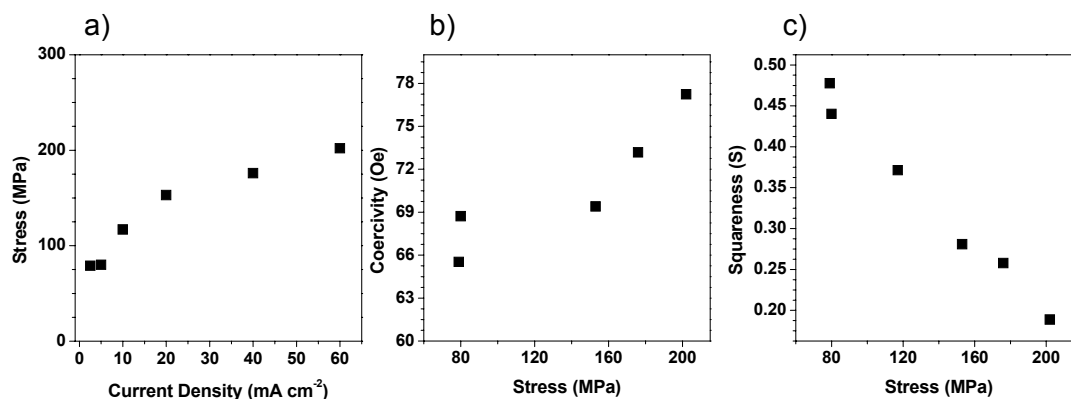 a)
300
200
100
0
Stress (MPa)
0 10 20 30 40 50 60
Current Density (mA cm⁻²)
b)
78
75
72
69
66
63
60
Coercivity (Oe)
80 120 160 200
Stress (MPa)
c)
0.50
0.45
0.40
0.35
0.30
0.25
0.20
Squareness (S)
80 120 160 200
Stress (MPa)